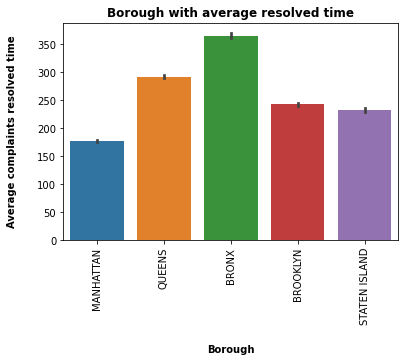 Borough with average resolved time
Average complaints resolved time
350
300
250
200
150
100
50
0
MANHATTAN
QUEENS
BRONX
BROOKLYN
STATEN ISLAND
Borough